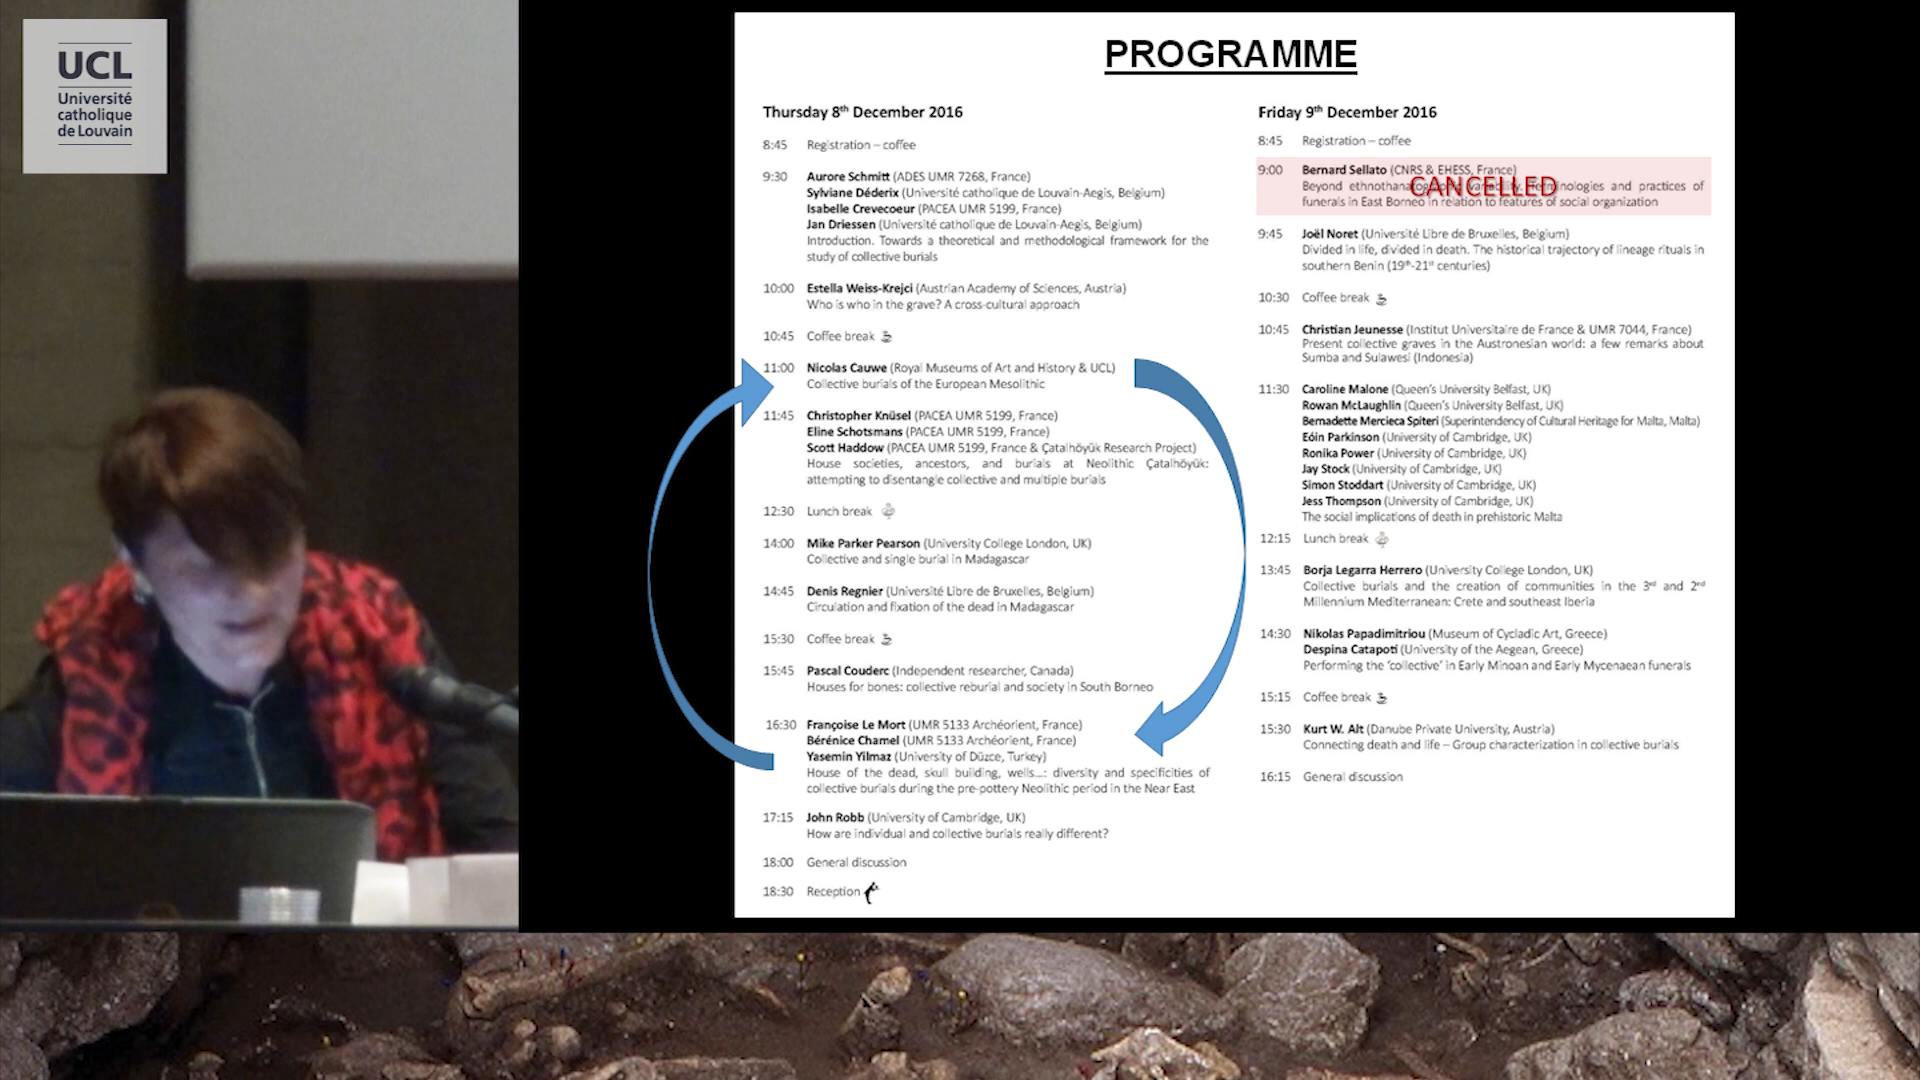 UCL
Université
catholique
de Louvain
PROGRAMME
Thursday 8th December 2016
8:45 Registration – coffee
9:30 Aurore Schmitt (ADES UMR 7268, France)
Sylviane Déderix (Université catholique de Louvain-Aegis, Belgium)
Isabelle Crevecoeur (PACEA UMR 5199, France)
Jan Driessen (Université catholique de Louvain-Aegis, Belgium)
Introduction. Towards a theoretical and methodological framework for the
study of collective burials
10:00 Estella Weiss-Krejci (Austrian Academy of Sciences, Austria)
Who is who in the grave? A cross-cultural approach
10:45 Coffee break
11:00 Nicolas Cauwe (Royal Museums of Art and History & UCL)
Collective burials of the European Mesolithic
11:45 Christopher Knüsel (PACEA UMR 5199, France)
Eline Schotsmans (PACEA UMR 5199, France)
Scott Haddow (PACEA UMR 5199, France & Çatalhöyük Research Project)
House societies, ancestors, and burials at Neolithic Çatalhöyük:
attempting to disentangle collective and multiple burials
12:30 Lunch break
14:00 Mike Parker Pearson (University College London, UK)
Collective and single burial in Madagascar
14:45 Denis Regnier (Université Libre de Bruxelles, Belgium)
Circulation and fixation of the dead in Madagascar
15:30 Coffee break
15:45 Pascal Couderc (Independent researcher, Canada)
Houses for bones: collective reburial and society in South Borneo
16:30 Françoise Le Mort (UMR 5133 Archéorient, France)
Bérénice Chamel (UMR 5133 Archéorient, France)
Yasemin Yilmaz (University of Düzce, Turkey)
House of the dead, skull building, wells...: diversity and specificities of
collective burials during the pre-pottery Neolithic period in the Near East
17:15 John Robb (University of Cambridge, UK)
How are individual and collective burials really different?
18:00 General discussion
18:30 Reception
Friday 9th December 2016
8:45 Registration – coffee
9:00 Bernard Sellato (CNRS & EHESS, France)
CANCELLED
Beyond ethnothanatographic variability. Terminologies and practices of
funerals in East Borneo in relation to features of social organization
9:45 Joël Noret (Université Libre de Bruxelles, Belgium)
Divided in life, divided in death. The historical trajectory of lineage rituals in
southern Benin (19th-21st centuries)
10:30 Coffee break
10:45 Christian Jeunesse (Institut Universitaire de France & UMR 7044, France)
Present collective graves in the Austronesian world: a few remarks about
Sumba and Sulawesi (Indonesia)
11:30 Caroline Malone (Queen's University Belfast, UK)
Rowan McLaughlin (Queen's University Belfast, UK)
Bernadette Mercieca Spiteri (Superintendency of Cultural Heritage for Malta, Malta)
Eóin Parkinson (University of Cambridge, UK)
Ronika Power (University of Cambridge, UK)
Jay Stock (University of Cambridge, UK)
Simon Stoddart (University of Cambridge, UK)
Jess Thompson (University of Cambridge, UK)
The social implications of death in prehistoric Malta
12:15 Lunch break
13:45 Borja Legarra Herrero (University College London, UK)
Collective burials and the creation of communities in the 3rd and 2nd
Millennium Mediterranean: Crete and southeast Iberia
14:30 Nikolas Papadimitriou (Museum of Cycladic Art, Greece)
Despina Catapoti (University of the Aegean, Greece)
Performing the 'collective' in Early Minoan and Early Mycenaean funerals
15:15 Coffee break
15:30 Kurt W. Alt (Danube Private University, Austria)
Connecting death and life – Group characterization in collective burials
16:15 General discussion